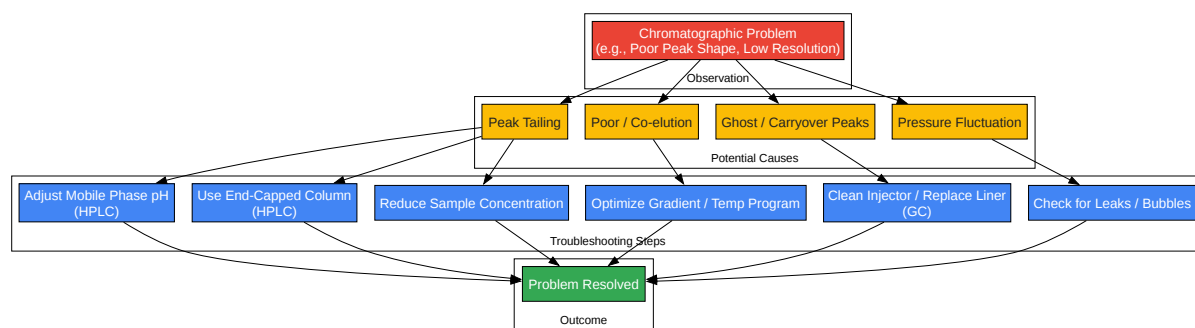 Chromatographic Problem
(e.g., Poor Peak Shape, Low Resolution)
Observation
Peak Tailing
Poor / Co-elution
Ghost / Carryover Peaks
Pressure Fluctuation
Potential Causes
Adjust Mobile Phase pH
(HPLC)
Use End-Capped Column
(HPLC)
Reduce Sample Concentration
Optimize Gradient / Temp Program
Clean Injector / Replace Liner
(GC)
Check for Leaks / Bubbles
Troubleshooting Steps
Problem Resolved
Outcome